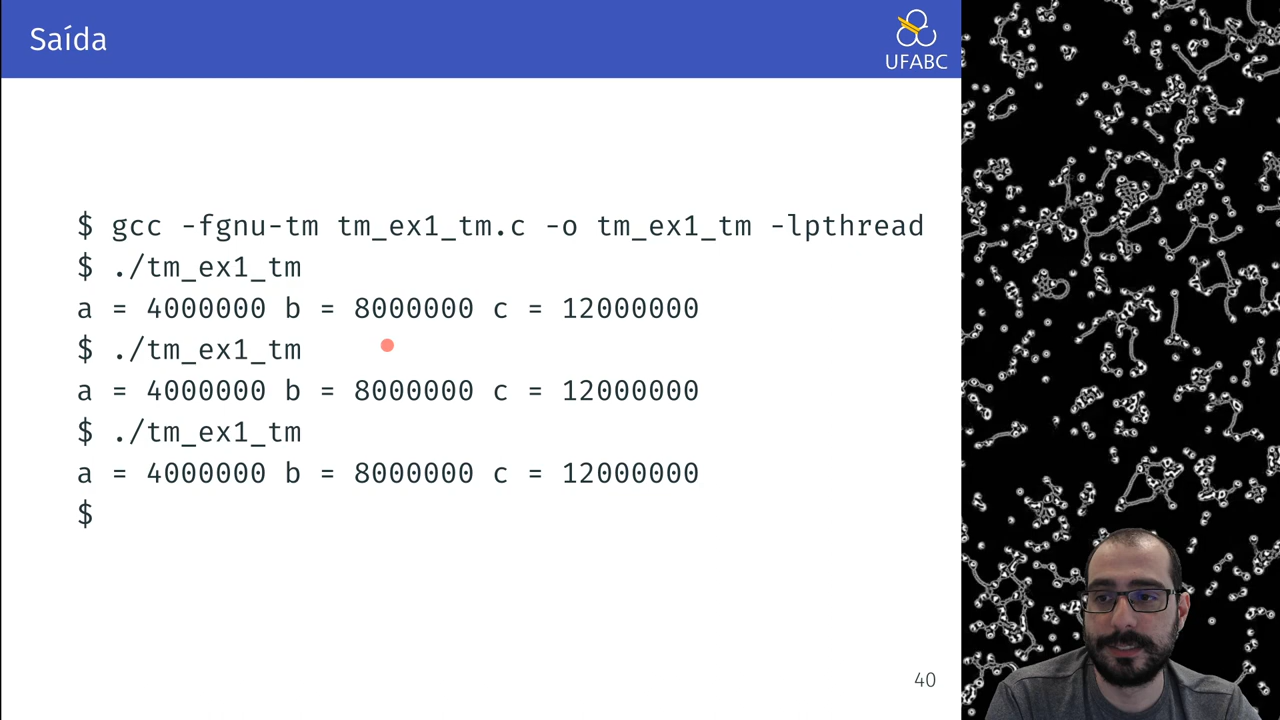 Saída
UFABC
$ gcc -fgnu-tm tm_ex1_tm.c -o tm_ex1_tm -lpthread
$ ./tm_ex1_tm
a = 4000000 b = 8000000 c = 12000000
$ ./tm_ex1_tm
a = 4000000 b = 8000000 c = 12000000
$ ./tm_ex1_tm
a = 4000000 b = 8000000 c = 12000000
$
40